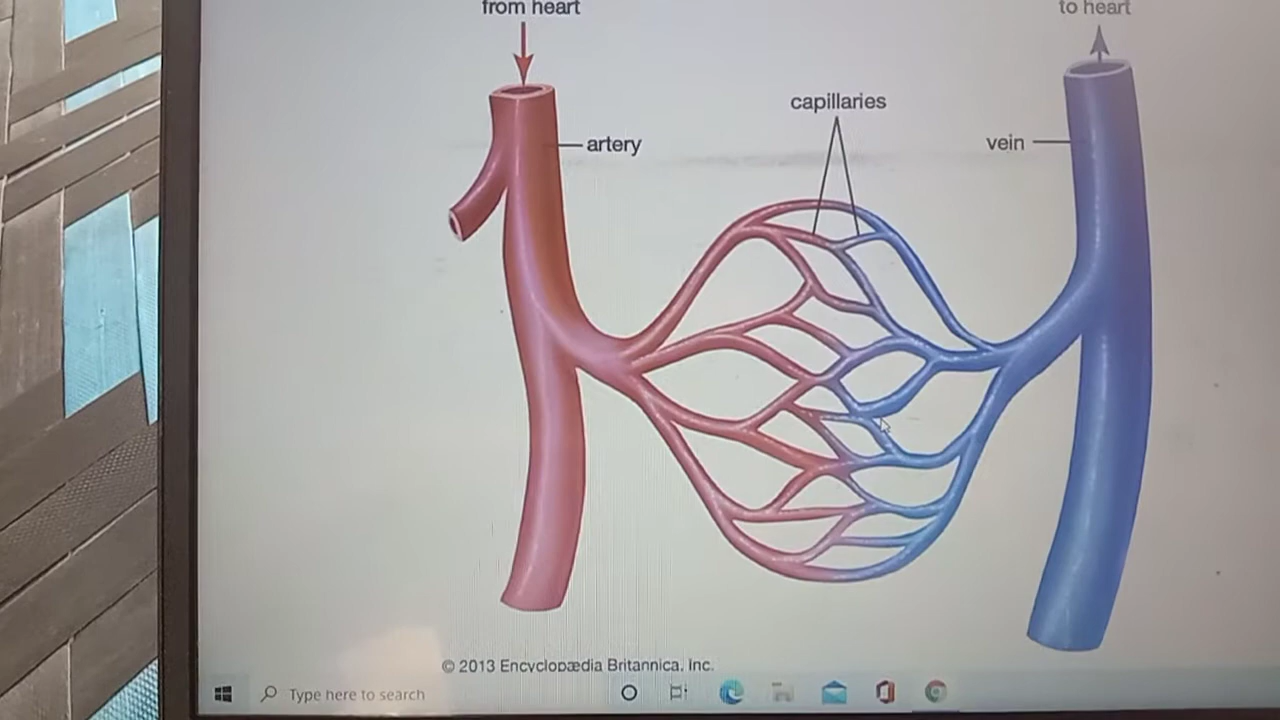 from heart
to heart
capillaries
artery
vein
© 2013 Encyclopædia Britannica, Inc.
Type here to search